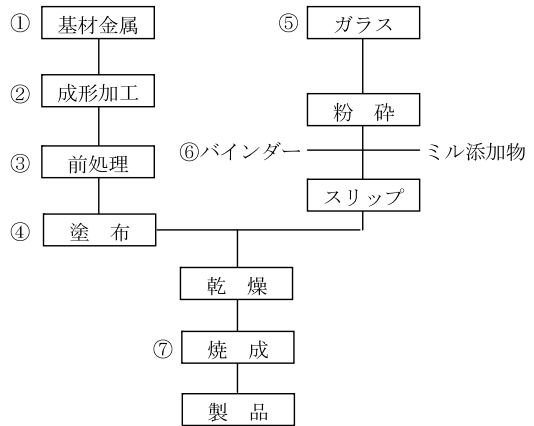 ① 基材金属
⑤ ガラス
② 成形加工
粉 砕
⑥バインダー
ミル添加物
③ 前処理
スリップ
④ 塗 布
乾 燥
⑦ 焼 成
製 品